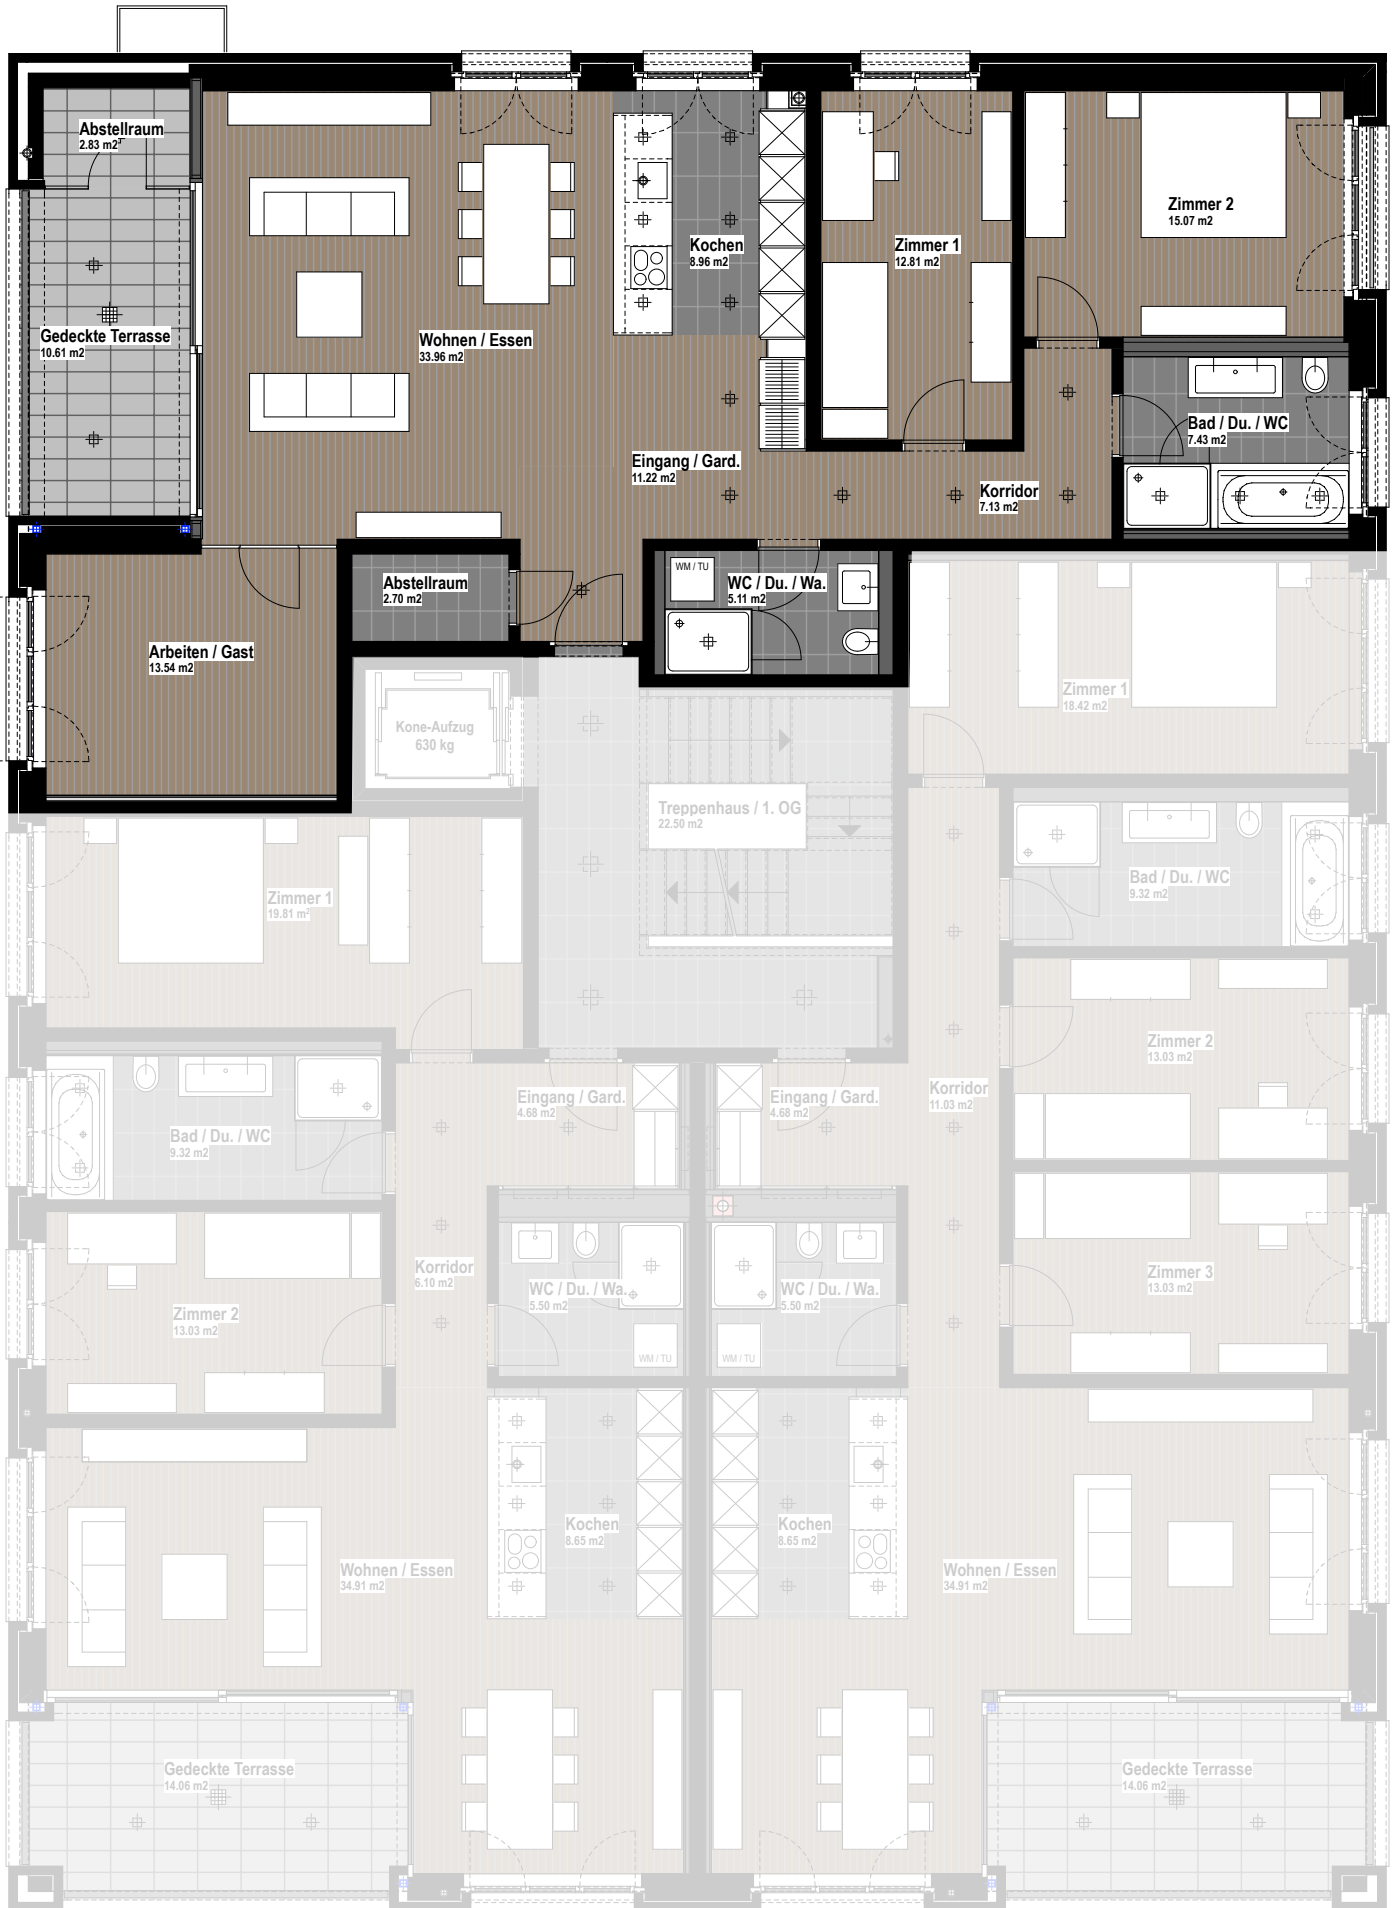 Abstellraum
2.83 m2
Gedeckte Terrasse
10.61 m2
Wohnen / Essen
33.96 m2
Kochen
8.96 m2
Zimmer 1
12.81 m2
Zimmer 2
15.07 m2
Bad / Du. / WC
7.43 m2
Eingang / Gard.
11.22 m2
Korridor
7.13 m2
Abstellraum
2.70 m2
WM / TU
WC / Du. / Wa.
5.11 m2
Arbeiten / Gast
13.54 m2
Zimmer 1
18.42 m2
Kone-Aufzug
630 kg
Treppenhaus / 1. OG
22.50 m2
Zimmer 1
19.81 m²
Bad / Du. / WC
9.32 m2
Zimmer 2
13.03 m2
Eingang / Gard.
4.68 m2
Eingang / Gard.
4.68 m2
Korridor
11.03 m2
Bad / Du. / WC
9.32 m2
Korridor
6.10 m2
WC / Du. / Wa.
5.50 m2
WC / Du. / Wa.
5.50 m2
Zimmer 3
13.03 m2
Zimmer 2
13.03 m2
WM / TU
WM / TU
Kochen
8.65 m2
Kochen
8.65 m2
Wohnen / Essen
34.91 m2
Wohnen / Essen
34.91 m2
Gedeckte Terrasse
14.06 m2
Gedeckte Terrasse
14.06 m2